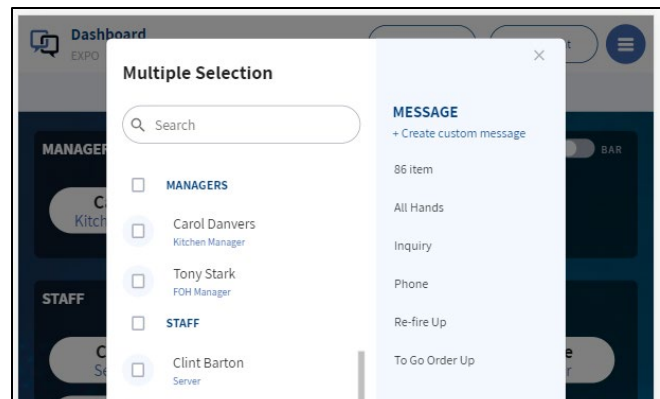 Dashboard
EXPO
Multiple Selection
Search
MANAGERS
Carol Danvers
Kitchen Manager
Tony Stark
FOH Manager
STAFF
Clint Barton
Server
MESSAGE
+ Create custom message
86 item
All Hands
Inquiry
Phone
Re-fire Up
To Go Order Up
BAR
STAFF